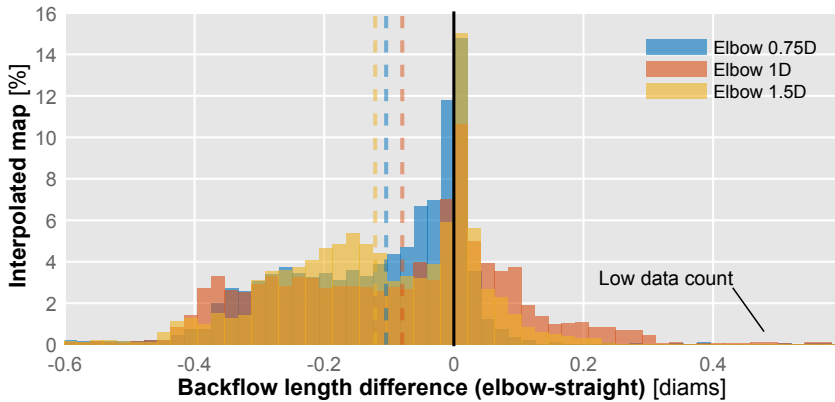 16
14
12
10
8
6
4
2
0
Interpolated map [%]
Elbow 0.75D
Elbow 1D
Elbow 1.5D
Low data count
-0.6 -0.4 -0.2 0 0.2 0.4
Backflow length difference (elbow-straight) [diams]